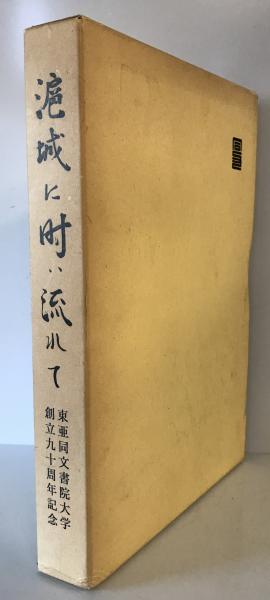 滬城に時は流れて
東亜同文書院大学
創立九十周年記念